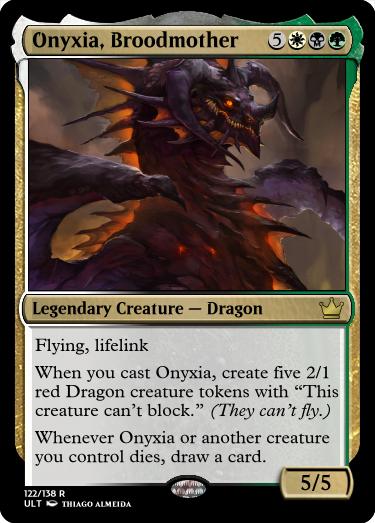 Onyxia, Broodmother 5
Legendary Creature — Dragon
Flying, lifelink
When you cast Onyxia, create five 2/1
red Dragon creature tokens with “This
creature can't block.” (They can't fly.)
Whenever Onyxia or another creature
you control dies, draw a card.
5/5
122/138 R
ULT THIAGO ALMEIDA